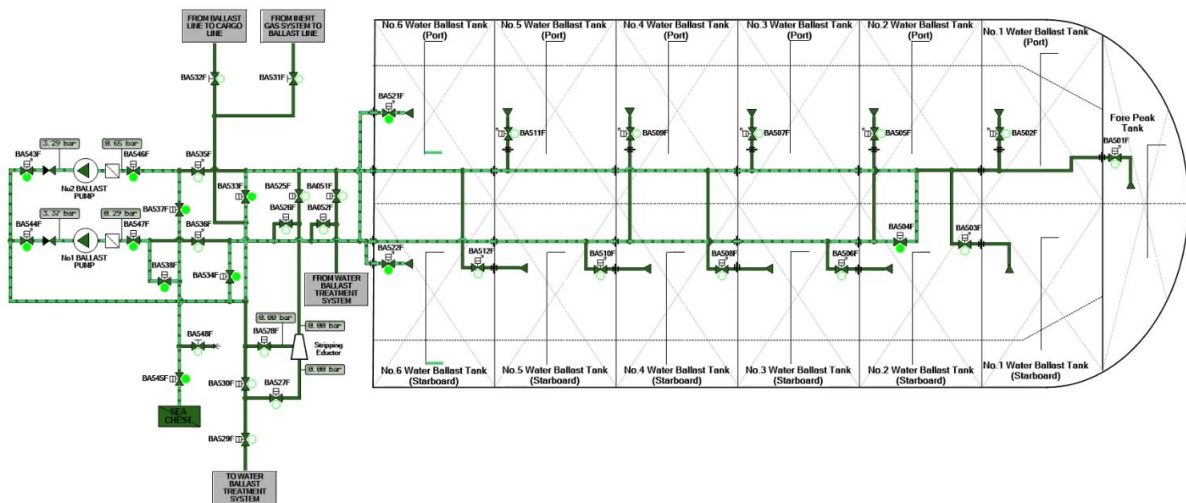 FROM BALLAST
LINE TO CARGO
LINE
FROM INERT
GAS SYSTEM TO
BALLAST LINE
No.6 Water Ballast Tank
(Port)
No.5 Water Ballast Tank
(Port)
No.4 Water Ballast Tank
(Port)
No.3 Water Ballast Tank
(Port)
No.2 Water Ballast Tank
(Port)
No.1 Water Ballast Tank
(Port)
BA532F
BA531F
BA521F
BA511F
BA509F
BA507F
BA505F
BA502F
Fore Peak
Tank
BA501F
BA543F
3.29 bar
0.65 bar
BA546F
BA535F
No2 BALLAST
PUMP
BA533F
BA525F
BA051F
BA537F
BA526F
BA052F
BA544F
3.37 bar
0.29 bar
BA547F
BA536F
No1 BALLAST
PUMP
BA538F
BA534F
BA522F
BA512F
BA510F
BA508F
BA506F
BA504F
BA503F
FROM WATER
BALLAST
TREATMENT
SYSTEM
BA548F
0.00 bar
BA528F
0.00 bar
Stripping
Eductor
0.00 bar
BA545F
BA530F
BA527F
SEA
CHEST
BA529F
TO WATER
BALLAST
TREATMENT
SYSTEM
No.6 Water Ballast Tank
(Starboard)
No.5 Water Ballast Tank
(Starboard)
No.4 Water Ballast Tank
(Starboard)
No.3 Water Ballast Tank
(Starboard)
No.2 Water Ballast Tank
(Starboard)
No.1 Water Ballast Tank
(Starboard)